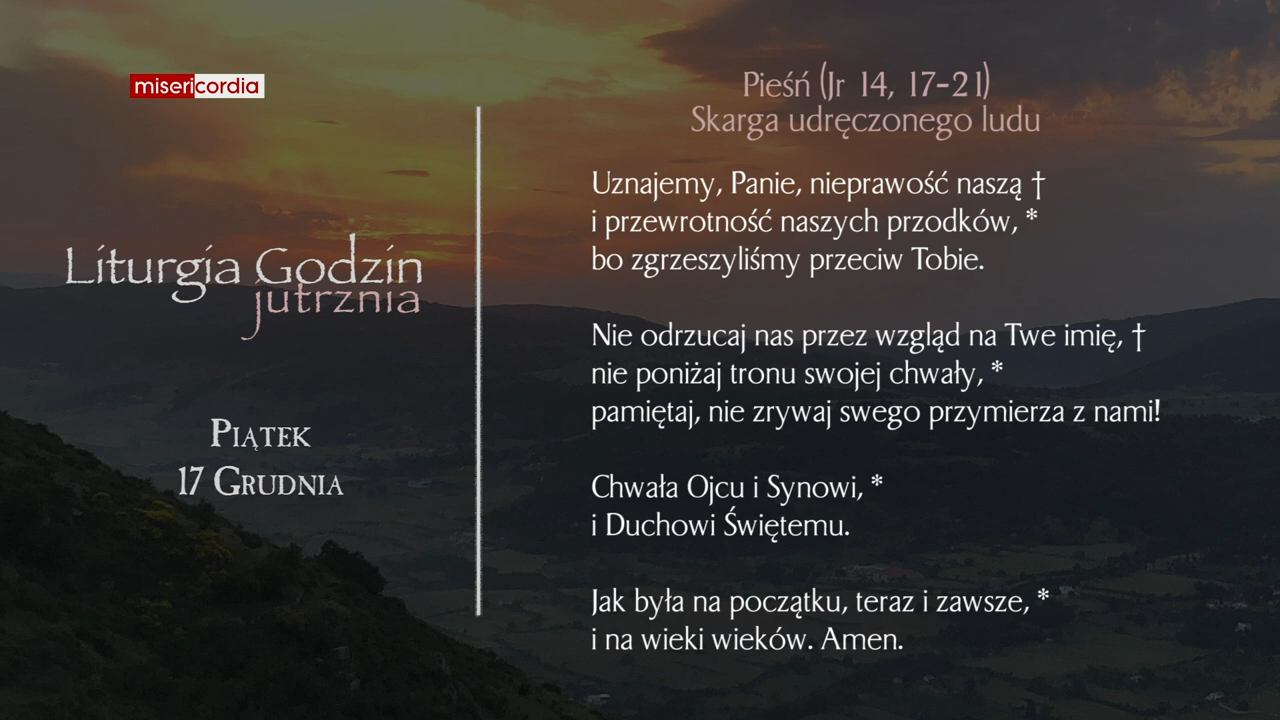 misericordia
Liturgia Godzin
jutrznia
Piątek
17 Grudnia
Pieśń (Jr 14, 17-21)
Skarga udręczonego ludu
Uznajemy, Panie, nieprawość naszą †
i przewrotność naszych przodków, *
bo zgrzeszyliśmy przeciw Tobie.
Nie odrzucaj nas przez wzgląd na Twe imię, †
nie poniżaj tronu swojej chwały, *
pamiętaj, nie zrywaj swego przymierza z nami!
Chwała Ojcu i Synowi, *
i Duchowi Świętemu.
Jak była na początku, teraz i zawsze, *
i na wieki wieków. Amen.